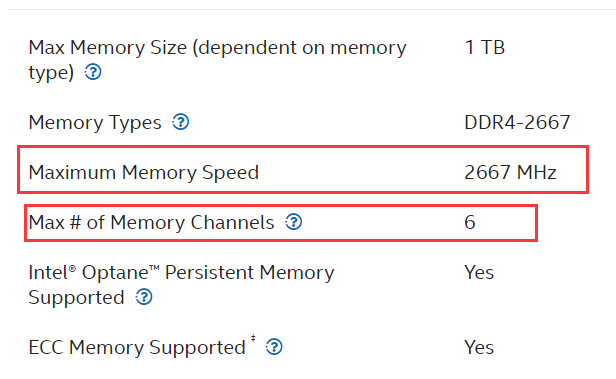 Max Memory Size (dependent on memory 1 TB
type) ?
Memory Types ? DDR4-2667
Maximum Memory Speed 2667 MHz
Max # of Memory Channels ? 6
Intel® Optane™ Persistent Memory Yes
Supported ?
ECC Memory Supported ‡ ? Yes